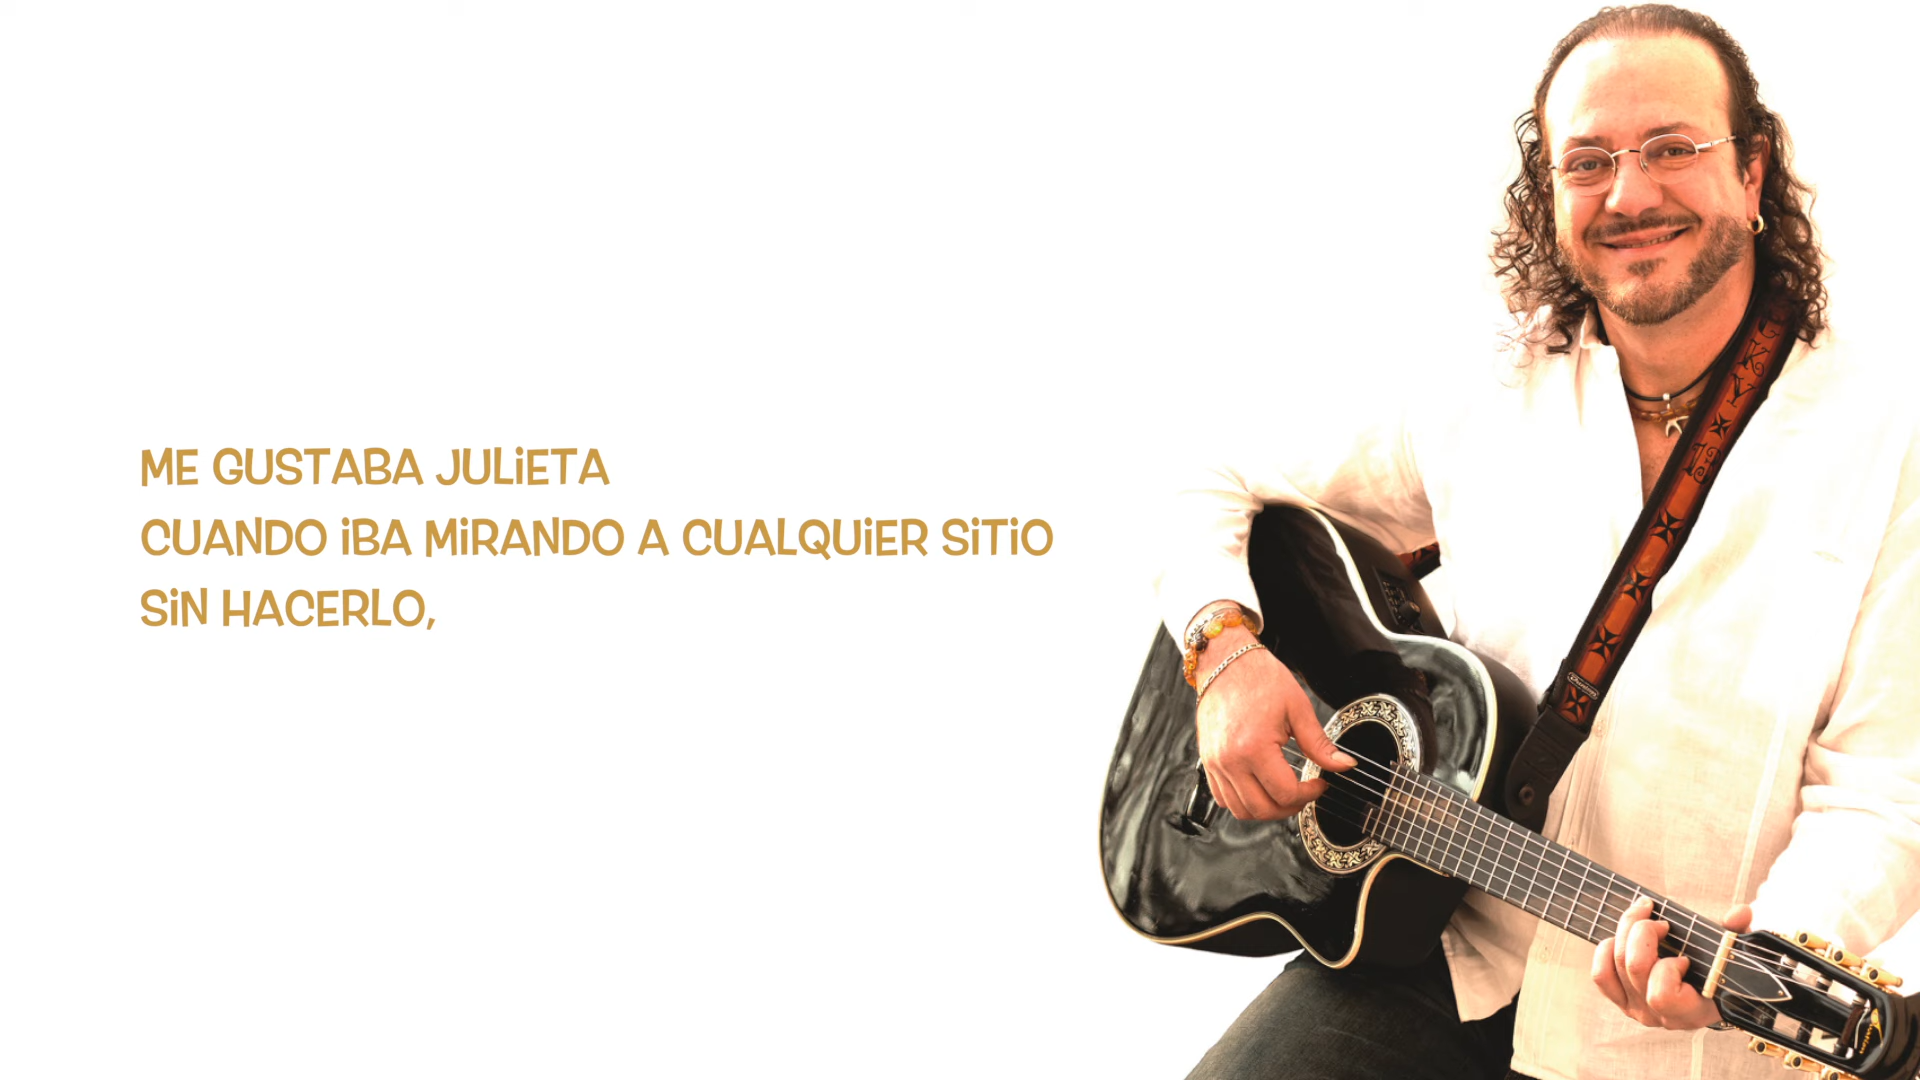 ME GUSTABA JULiETA
CUANDO iBA MiRANDO A CUALQUiER SiTiO
SiN HACERLO,